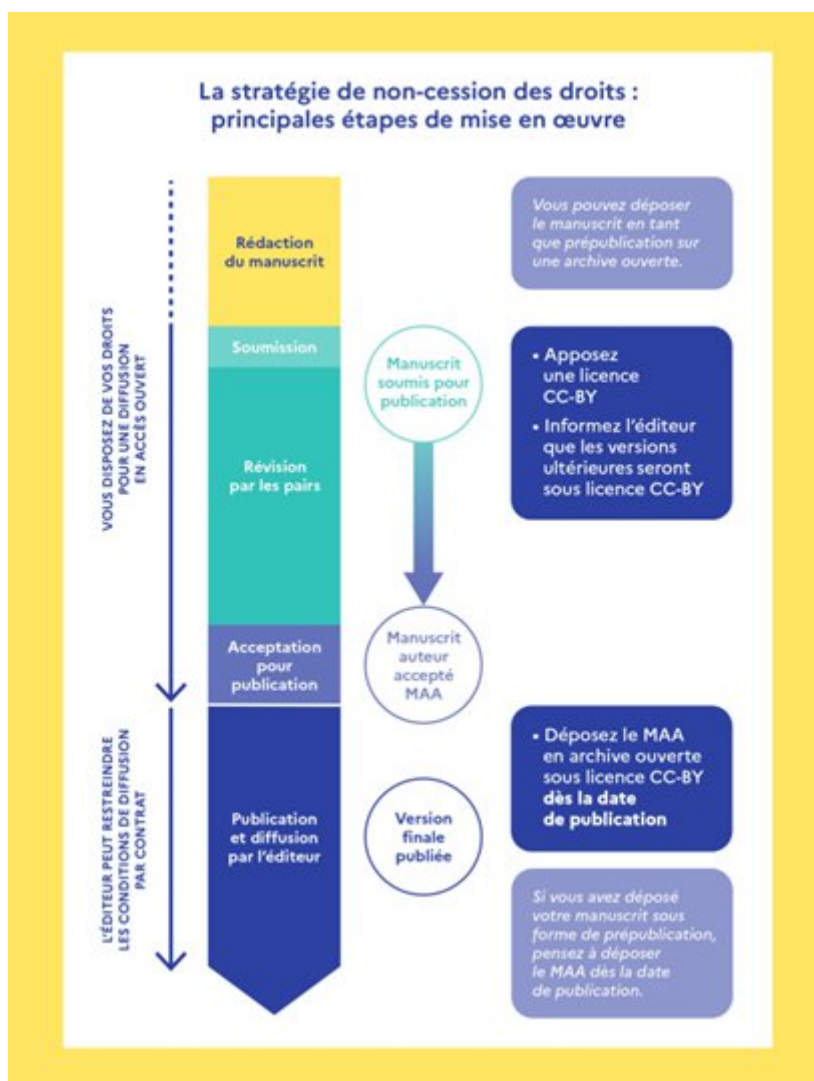 La stratégie de non-cession des droits :
principales étapes de mise en œuvre
VOUS DISPOSEZ DE VOS DROITS
POUR UNE DIFFUSION
EN ACCÈS OUVERT
Rédaction
du manuscrit
Vous pouvez déposer
le manuscrit en tant
que prépublication sur
une archive ouverte.
Soumission
Manuscrit
soumis pour
publication
• Apposez
une licence
CC-BY
• Informez l’éditeur
que les versions
ultérieures seront
sous licence CC-BY
Révision
par les pairs
Acceptation
pour
publication
Manuscrit
auteur
accepté
MAA
L’ÉDITEUR PEUT RESTREINDRE
LES CONDITIONS DE DIFFUSION
PAR CONTRAT
Publication
et diffusion
par l’éditeur
Version
finale
publiée
• Déposez le MAA
en archive ouverte
sous licence CC-BY
dès la date
de publication
Si vous avez déposé
votre manuscrit sous
forme de prépublication,
pensez à déposer
le MAA dès la date
de publication.